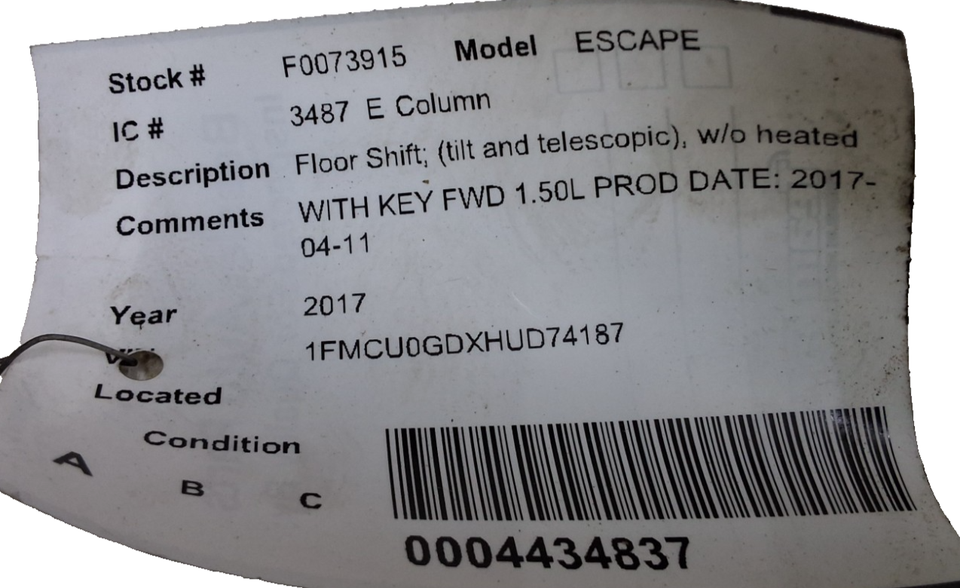 Stock # F0073915 Model ESCAPE
IC # 3487 E Column
Description Floor Shift; (tilt and telescopic), w/o heated
Comments WITH KEY FWD 1.50L PROD DATE: 2017-
04-11
Year 2017
1FMCU0GDXHUD74187
Located
Condition
A B C
0004434837